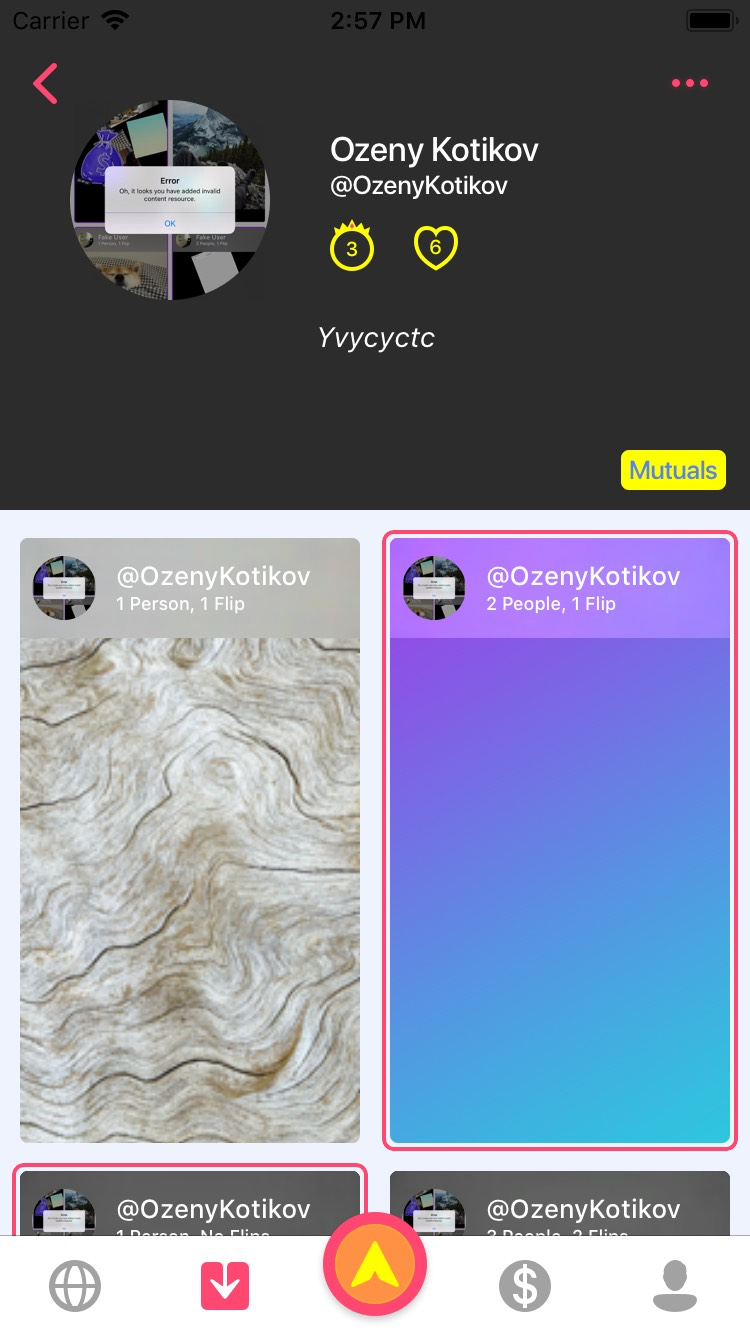 Carrier 2:57 PM
Ozeny Kotikov
@OzenyKotikov
3 6
Error
Oh, it looks you have added invalid
content resource.
OK
Fake User
1 Person, 1 Flip
Fake User
2 People, 1 Flip
Yvycyctc
Mutuals
@OzenyKotikov
1 Person, 1 Flip
@OzenyKotikov
2 People, 1 Flip
@OzenyKotikov
1 Person, No Flips
@OzenyKotikov